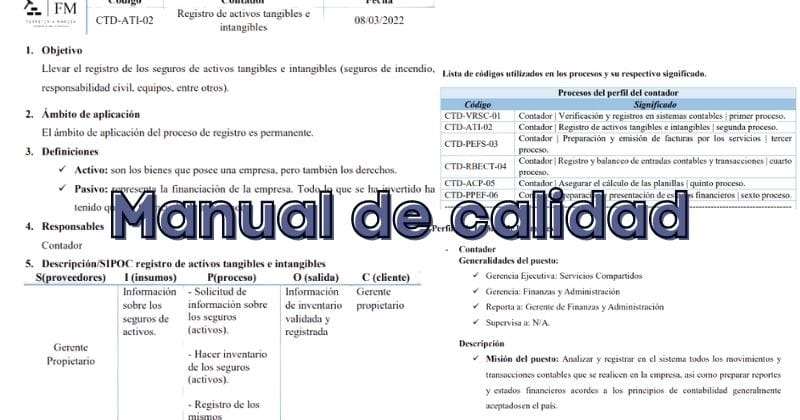 FM
Código
Contador
Fecha
CTD-ATI-02
Registro de activos tangibles e
intangibles
08/03/2022
1. Objetivo
Llevar el registro de los seguros de activos tangibles e intangibles (seguros de incendio,
responsabilidad civil, equipos, entre otros).
2. Ámbito de aplicación
El ámbito de aplicación del proceso de registro es permanente.
3. Definiciones
✓ Activo: son los bienes que posee una empresa, pero también los derechos.
✓ Pasivo: representa la financiación de la empresa. Todo lo que se ha invertido ha
tenido
4. Responsables
Contador
5. Descripción/SIPOC registro de activos tangibles e intangibles
S(proveedores) I (insumos) P(proceso) O (salida) C (cliente)
Gerente
Propietario
Información
sobre los
seguros de
activos.
- Solicitud de
información sobre
los seguros
(activos).
- Hacer inventario
de los seguros
(activos).
- Registro de los
mismos
Información
de inventario
validada y
registrada
Gerente
propietario
Manual de calidad
Lista de códigos utilizados en los procesos y su respectivo significado.
Procesos del perfil del contador
Código Significado
CTD-VRSC-01 Contador | Verificación y registros en sistemas contables | primer proceso.
CTD-ATI-02 Contador | Registro de activos tangibles e intangibles | segunda proceso.
CTD-PEFS-03 Contador | Preparación y emisión de facturas por los servicios | tercer
proceso.
CTD-RBECT-04 Contador | Registro y balanceo de entradas contables y transacciones | cuarto
proceso.
CTD-ACP-05 Contador | Asegurar el cálculo de las planillas | quinto proceso.
CTD-PPEF-06 financieros | sexto proceso.
- Contador
Generalidades del puesto:
✓ Gerencia Ejecutiva: Servicios Compartidos
✓ Gerencia: Finanzas y Administración
✓ Reporta a: Gerente de Finanzas y Administración
✓ Supervisa a: N/A.
Descripción
✓ Misión del puesto: Analizar y registrar en el sistema todos los movimientos y
transacciones contables que se realicen en la empresa, así como preparar reportes
y estados financieros acordes a los principios de contabilidad generalmente
aceptados en el país.